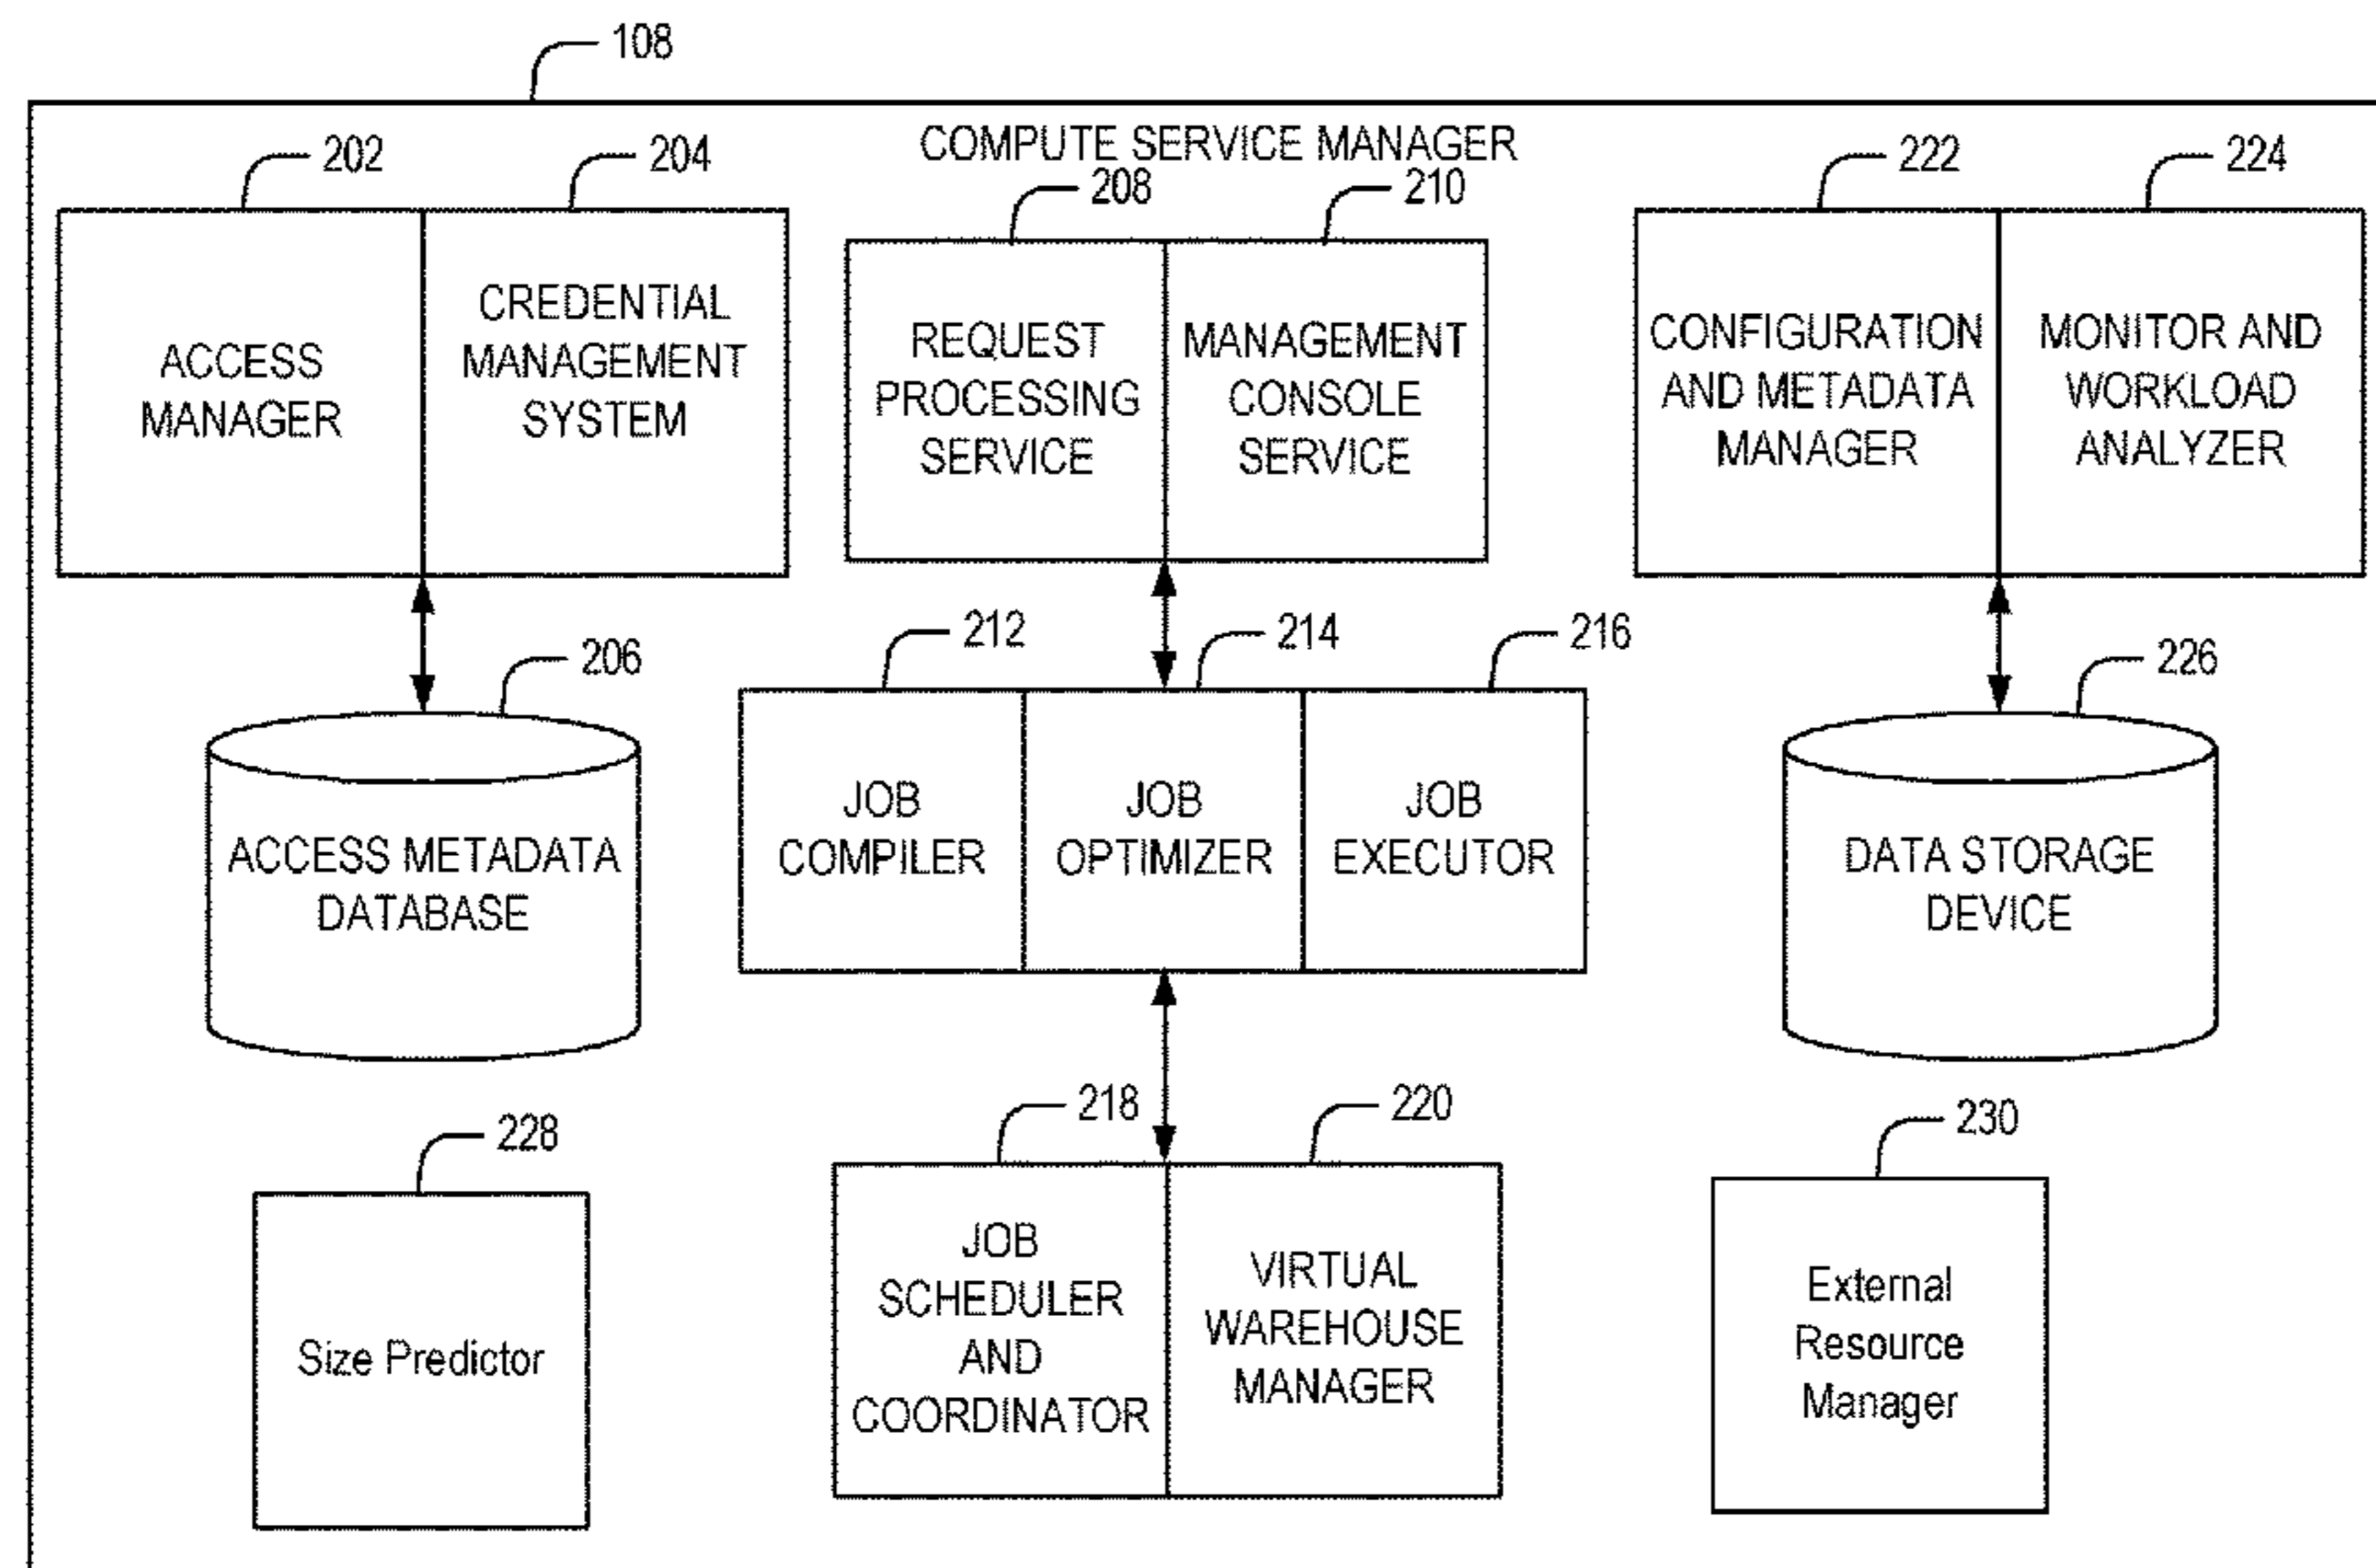 108
COMPUTE SERVICE MANAGER
202
204
208
210
222
224
ACCESS
MANAGER
CREDENTIAL
MANAGEMENT
SYSTEM
REQUEST
PROCESSING
SERVICE
MANAGEMENT
CONSOLE
SERVICE
CONFIGURATION
AND METADATA
MANAGER
MONITOR AND
WORKLOAD
ANALYZER
206
212
214
216
226
ACCESS METADATA
DATABASE
JOB
COMPILER
JOB
OPTIMIZER
JOB
EXECUTOR
DATA STORAGE
DEVICE
228
218
220
230
Size Predictor
JOB
SCHEDULER
AND
COORDINATOR
VIRTUAL
WAREHOUSE
MANAGER
External
Resource
Manager